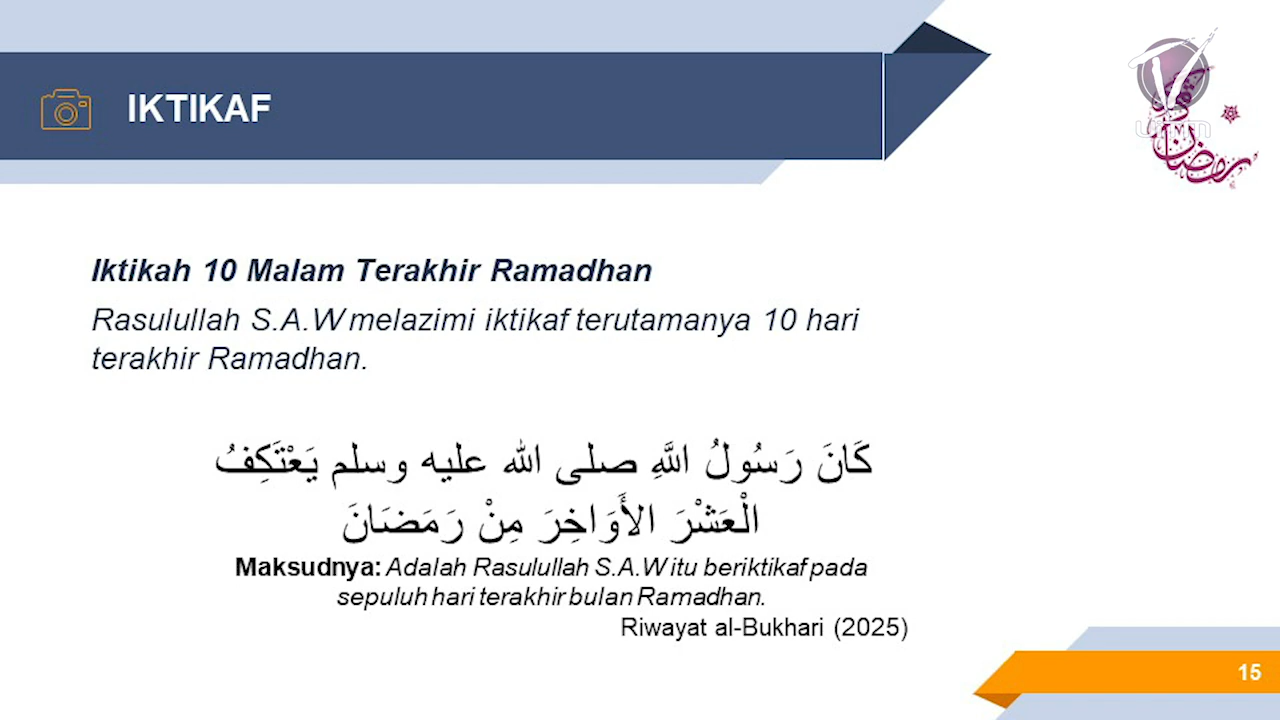 IKTIKAF
Iktikah 10 Malam Terakhir Ramadhan
Rasulullah S.A.W melazimi iktikaf terutamanya 10 hari
terakhir Ramadhan.
كَانَ رَسُولُ اللَّهِ صلى الله عليه وسلم يَعْتَكِفُ
الْعَشْرَ الأَوَاخِرَ مِنْ رَمَضَانَ
Maksudnya: Adalah Rasulullah S.A.W itu beriktikaf pada
sepuluh hari terakhir bulan Ramadhan.
Riwayat al-Bukhari (2025)
15